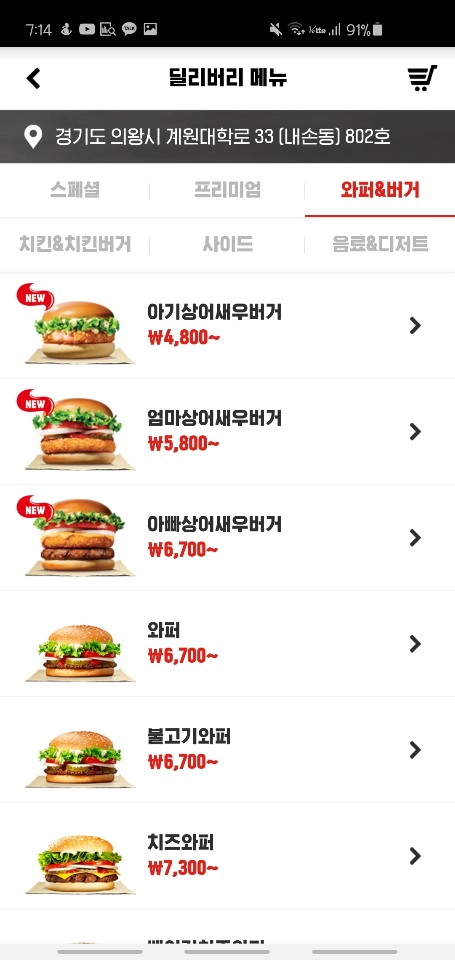 7:14
91%
딜리버리 메뉴
경기도 의왕시 계원대학로 33 (내손동) 802호
스페셜 프리미엄 와퍼&버거
치킨&치킨버거 사이드 음료&디저트
NEW
아기상어새우버거
₩4,800~
NEW
엄마상어새우버거
₩5,800~
NEW
아빠상어새우버거
₩6,700~
와퍼
₩6,700~
불고기와퍼
₩6,700~
치즈와퍼
₩7,300~